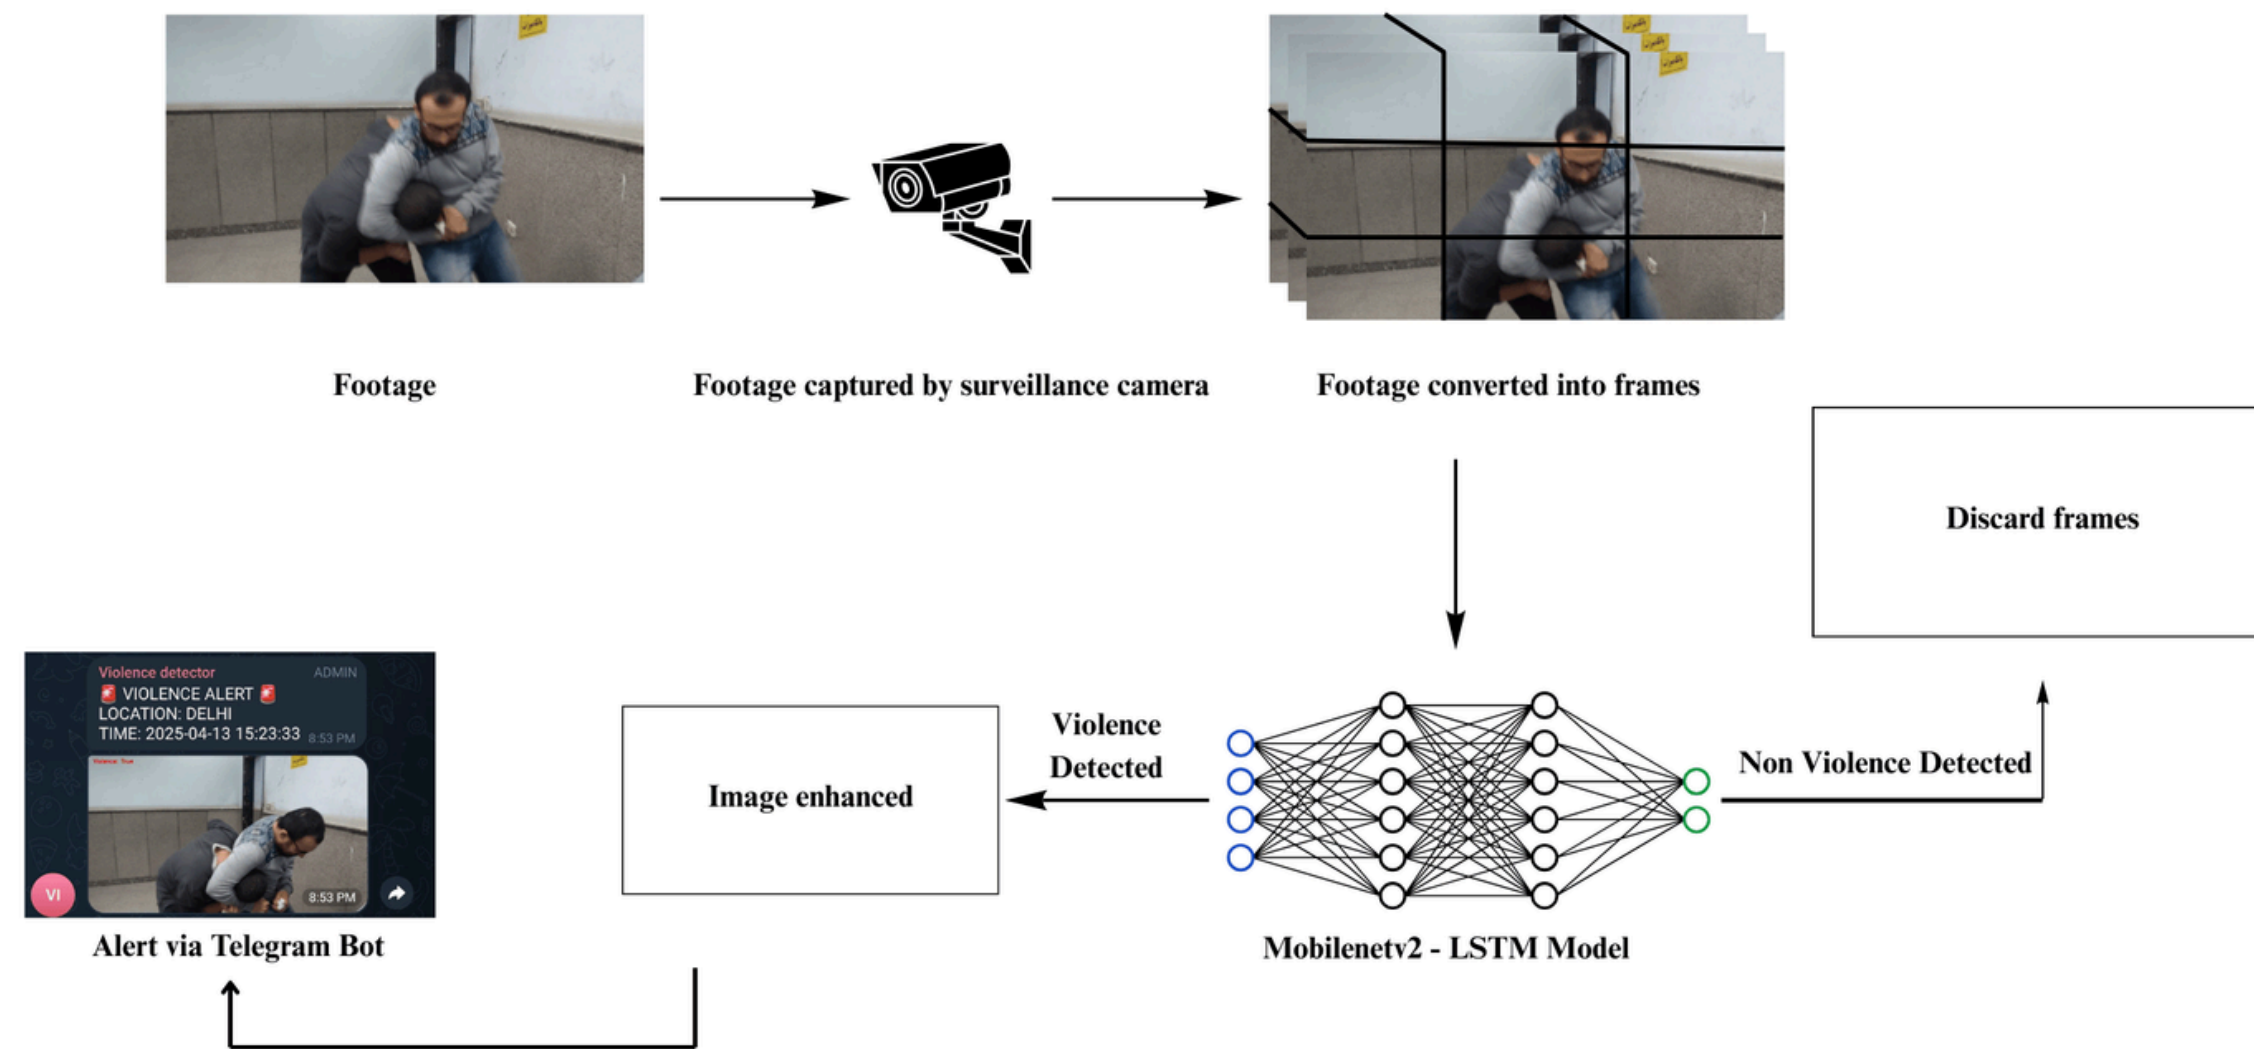 Footage
Footage captured by surveillance camera
Footage converted into frames
Discard frames
Violence detector ADMIN
🚨 VIOLENCE ALERT 🚨
LOCATION: DELHI
TIME: 2025-04-13 15:23:33 8:53 PM
Violence: True
8:53 PM
VI
Alert via Telegram Bot
Image enhanced
Violence
Detected
Mobilenetv2 - LSTM Model
Non Violence Detected